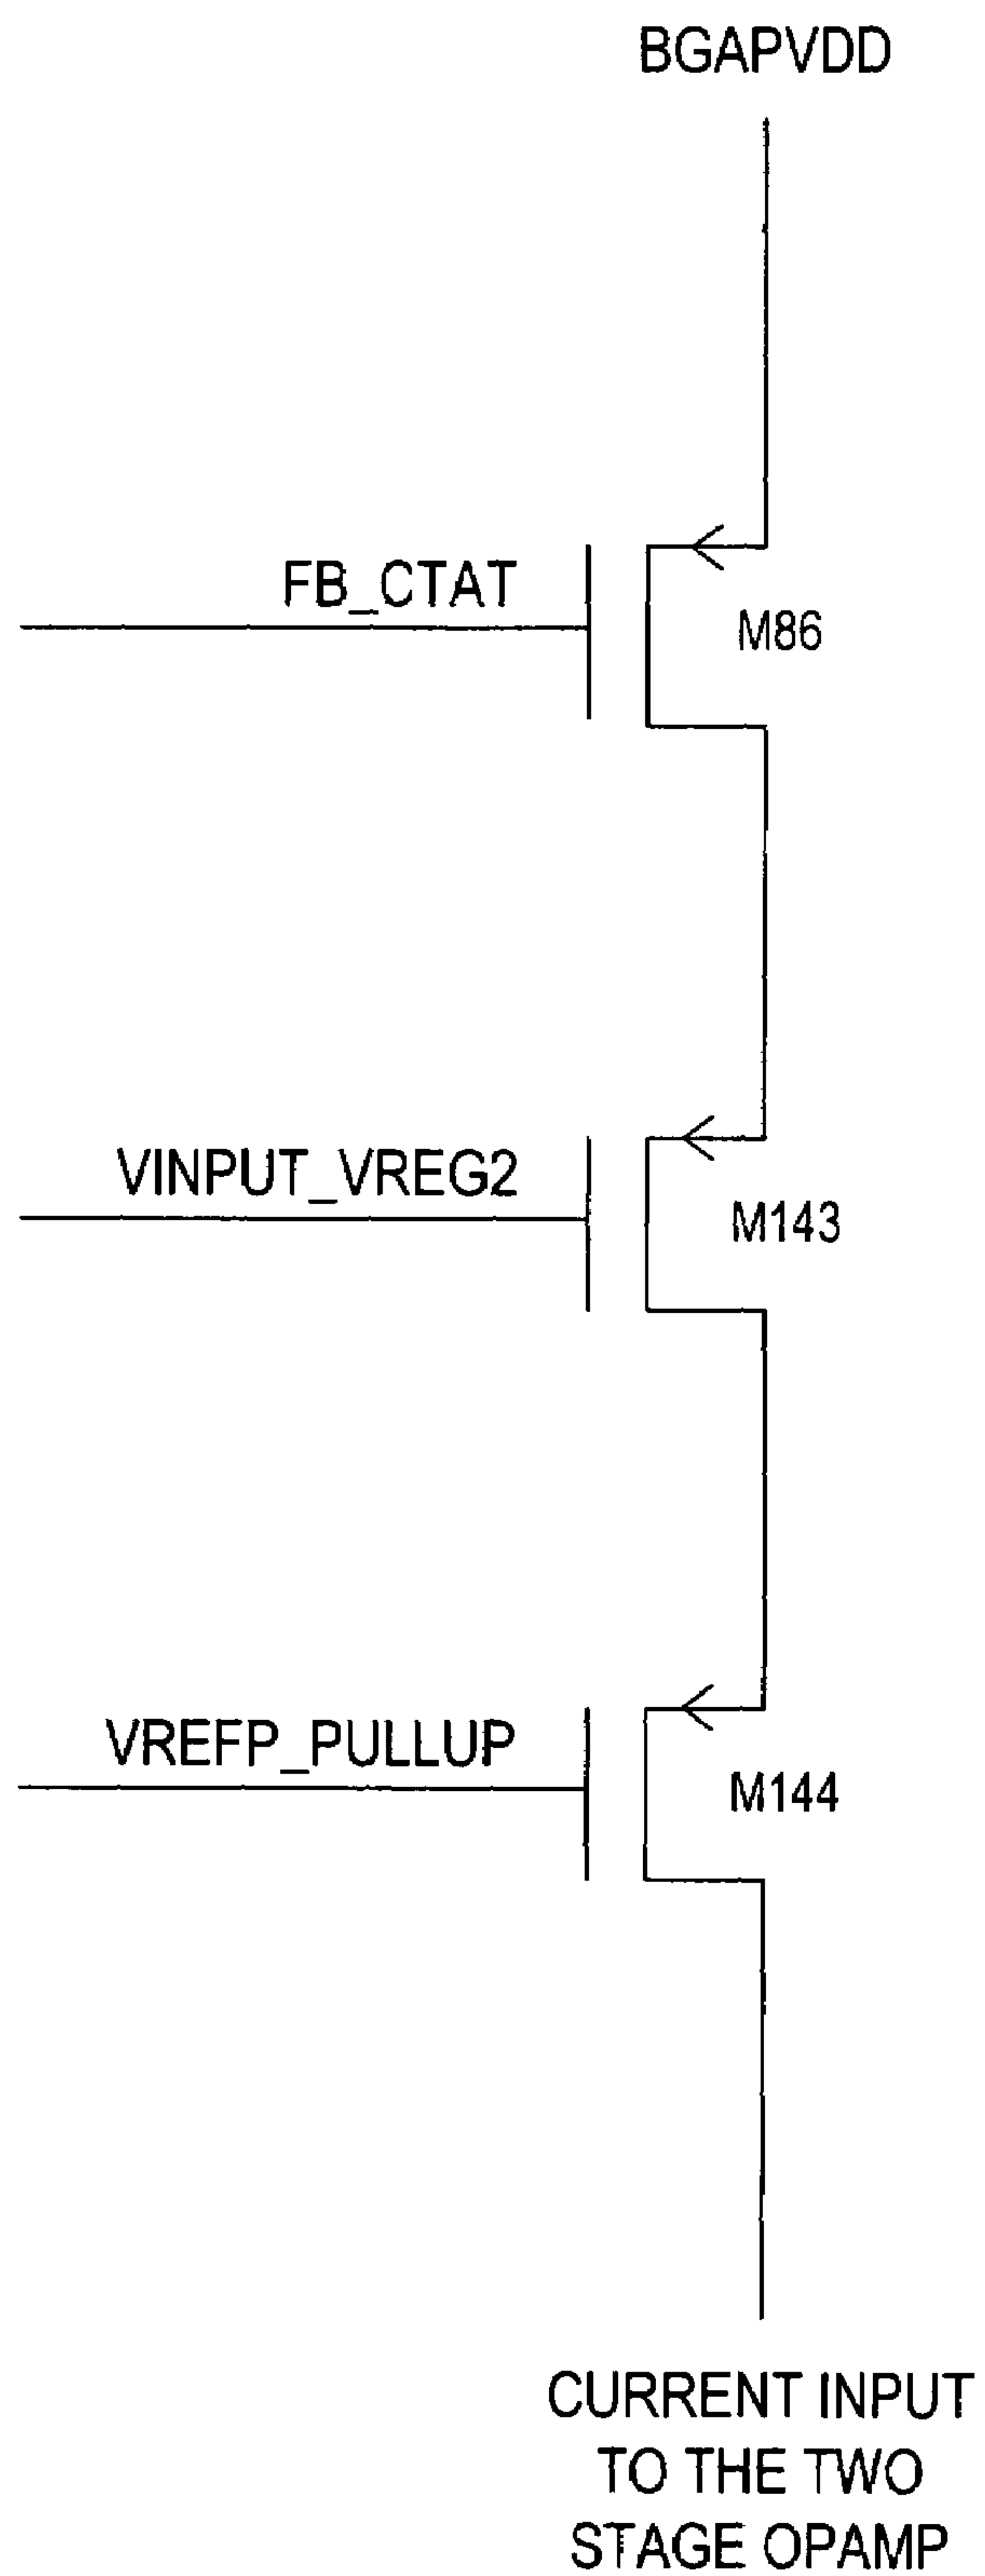 BGAPVDD
FB_CTAT
M86
VINPUT_VREG2
M143
VREFP_PULLUP
M144
CURRENT INPUT
TO THE TWO
STAGE OPAMP